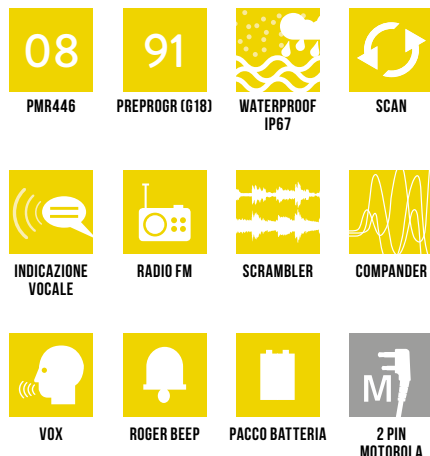 08
91
PMR446
PREPROGR (G18)
WATERPROOF
IP67
SCAN
INDICAZIONE
VOCALE
RADIO FM
SCRAMBLER
COMPANDER
M
VOX
ROGER BEEP
PACCO BATTERIA
2 PIN
MOTOROLA